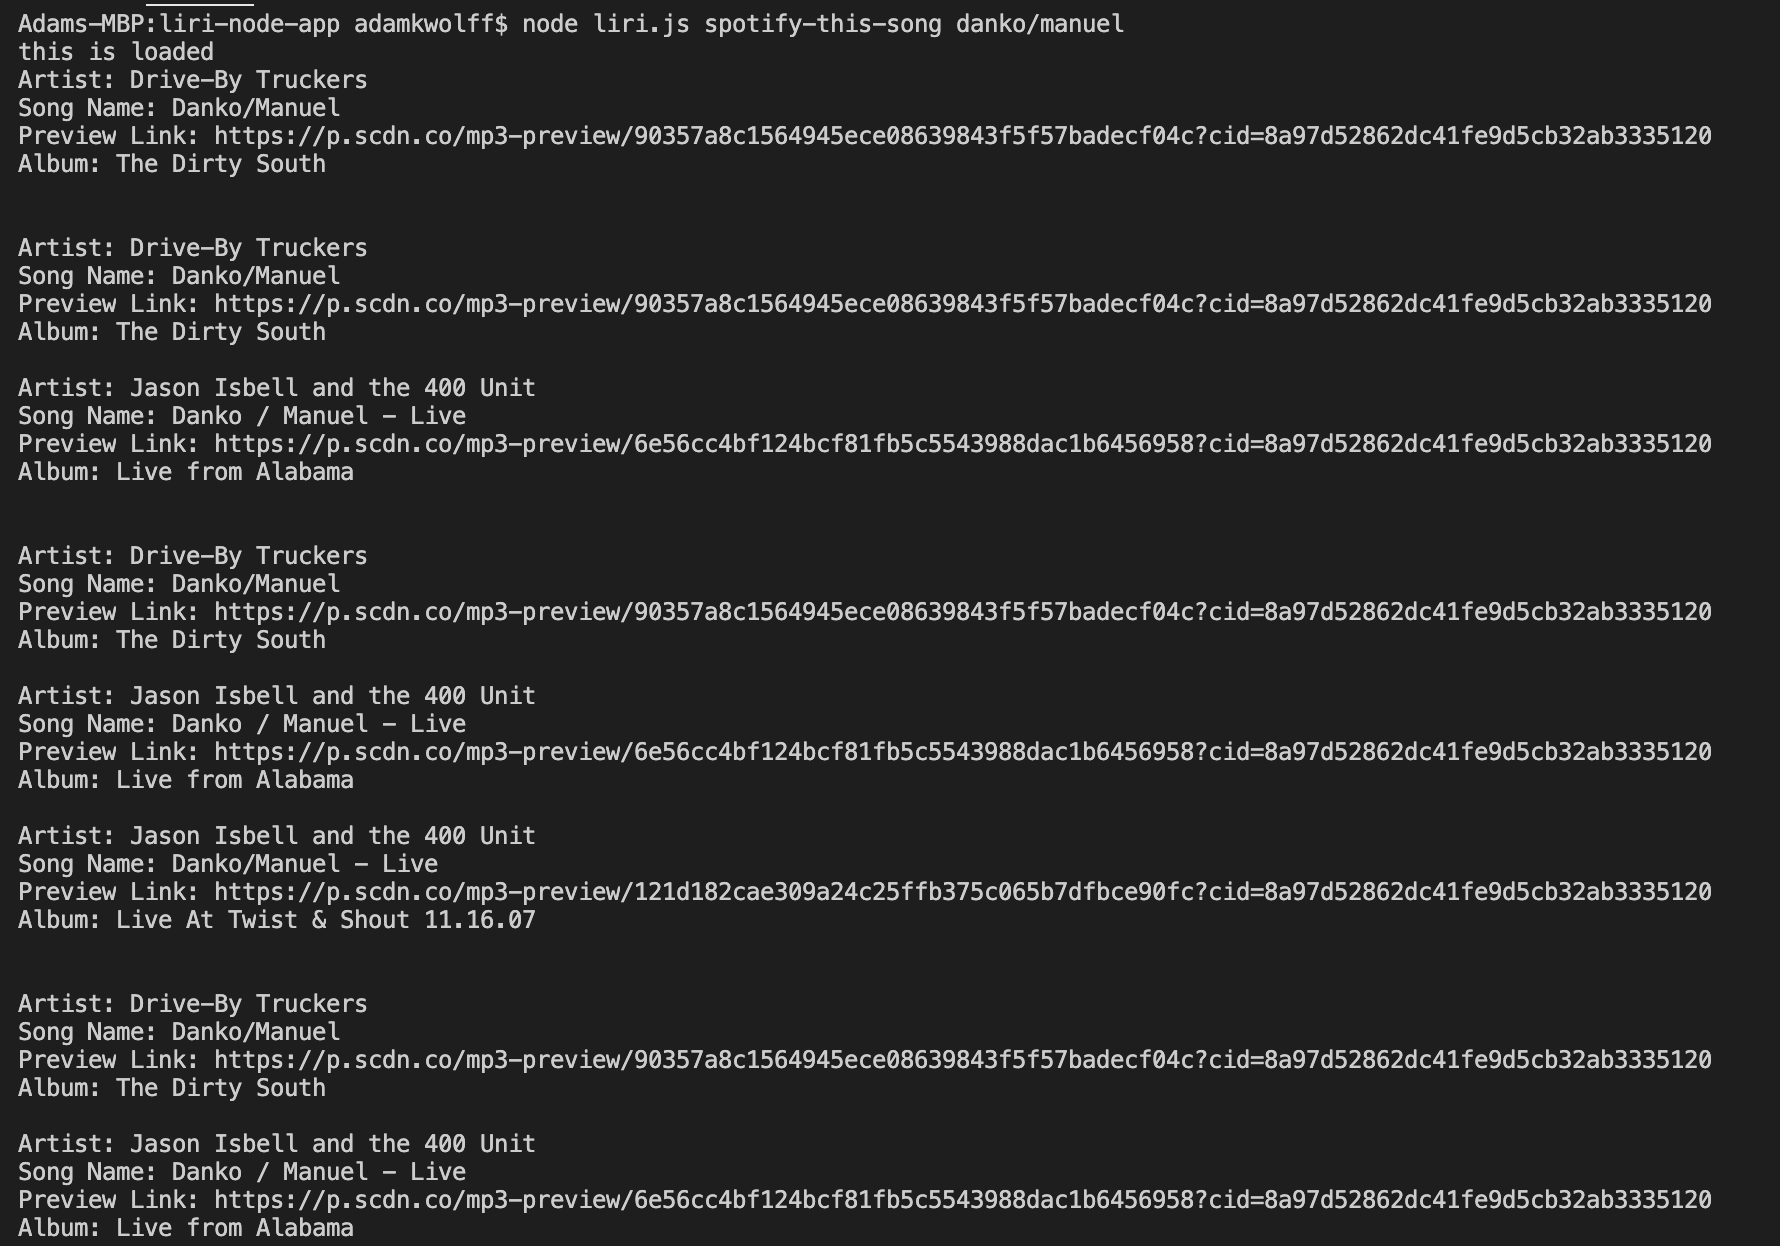 Adams-MBP:liri-node-app adamkwolff$ node liri.js spotify-this-song danko/manuel
this is loaded
Artist: Drive-By Truckers
Song Name: Danko/Manuel
Preview Link: https://p.scdn.co/mp3-preview/90357a8c1564945ece08639843f5f57badecf04c?cid=8a97d52862dc41fe9d5cb32ab3335120
Album: The Dirty South
Artist: Drive-By Truckers
Song Name: Danko/Manuel
Preview Link: https://p.scdn.co/mp3-preview/90357a8c1564945ece08639843f5f57badecf04c?cid=8a97d52862dc41fe9d5cb32ab3335120
Album: The Dirty South
Artist: Jason Isbell and the 400 Unit
Song Name: Danko / Manuel - Live
Preview Link: https://p.scdn.co/mp3-preview/6e56cc4bf124bcf81fb5c5543988dac1b6456958?cid=8a97d52862dc41fe9d5cb32ab3335120
Album: Live from Alabama
Artist: Drive-By Truckers
Song Name: Danko/Manuel
Preview Link: https://p.scdn.co/mp3-preview/90357a8c1564945ece08639843f5f57badecf04c?cid=8a97d52862dc41fe9d5cb32ab3335120
Album: The Dirty South
Artist: Jason Isbell and the 400 Unit
Song Name: Danko / Manuel - Live
Preview Link: https://p.scdn.co/mp3-preview/6e56cc4bf124bcf81fb5c5543988dac1b6456958?cid=8a97d52862dc41fe9d5cb32ab3335120
Album: Live from Alabama
Artist: Jason Isbell and the 400 Unit
Song Name: Danko/Manuel - Live
Preview Link: https://p.scdn.co/mp3-preview/121d182cae309a24c25ffb375c065b7dfbce90fc?cid=8a97d52862dc41fe9d5cb32ab3335120
Album: Live At Twist & Shout 11.16.07
Artist: Drive-By Truckers
Song Name: Danko/Manuel
Preview Link: https://p.scdn.co/mp3-preview/90357a8c1564945ece08639843f5f57badecf04c?cid=8a97d52862dc41fe9d5cb32ab3335120
Album: The Dirty South
Artist: Jason Isbell and the 400 Unit
Song Name: Danko / Manuel - Live
Preview Link: https://p.scdn.co/mp3-preview/6e56cc4bf124bcf81fb5c5543988dac1b6456958?cid=8a97d52862dc41fe9d5cb32ab3335120
Album: Live from Alabama